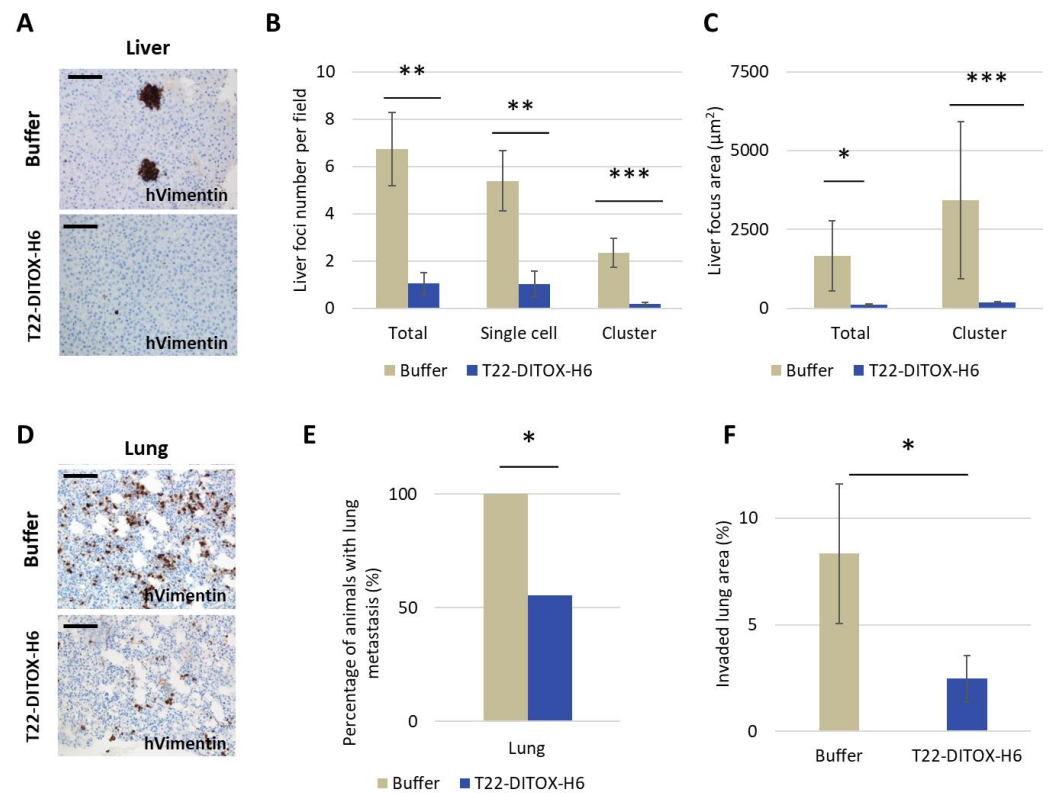 A
Liver
Buffer
hVimentin
T22-DITOX-H6
hVimentin
B
Liver foci number per field
10
8
6
4
2
0
**
**
***
Total
Single cell
Cluster
Buffer
T22-DITOX-H6
C
Liver focus area (µm²)
7500
5000
2500
0
*
***
Total
Cluster
Buffer
T22-DITOX-H6
D
Lung
Buffer
hVimentin
T22-DITOX-H6
hVimentin
E
Percentage of animals with lung
metastasis (%)
100
50
0
*
Lung
Buffer
T22-DITOX-H6
F
Invaded lung area (%)
10
5
0
*
Buffer
T22-DITOX-H6